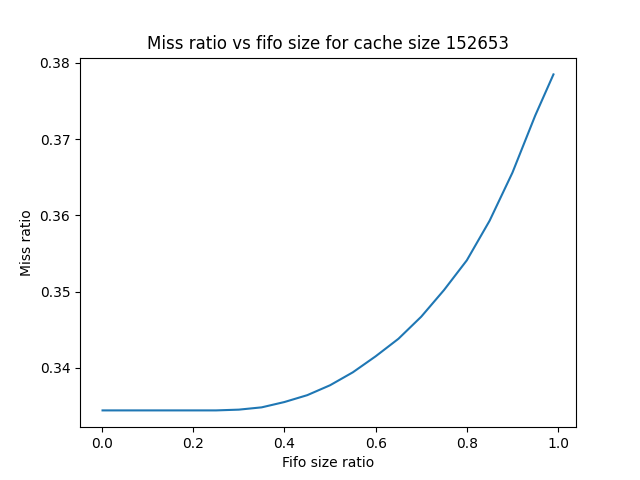 Miss ratio vs fifo size for cache size 152653
0.38
0.37
0.36
0.35
0.34
Miss ratio
0.0 0.2 0.4 0.6 0.8 1.0
Fifo size ratio